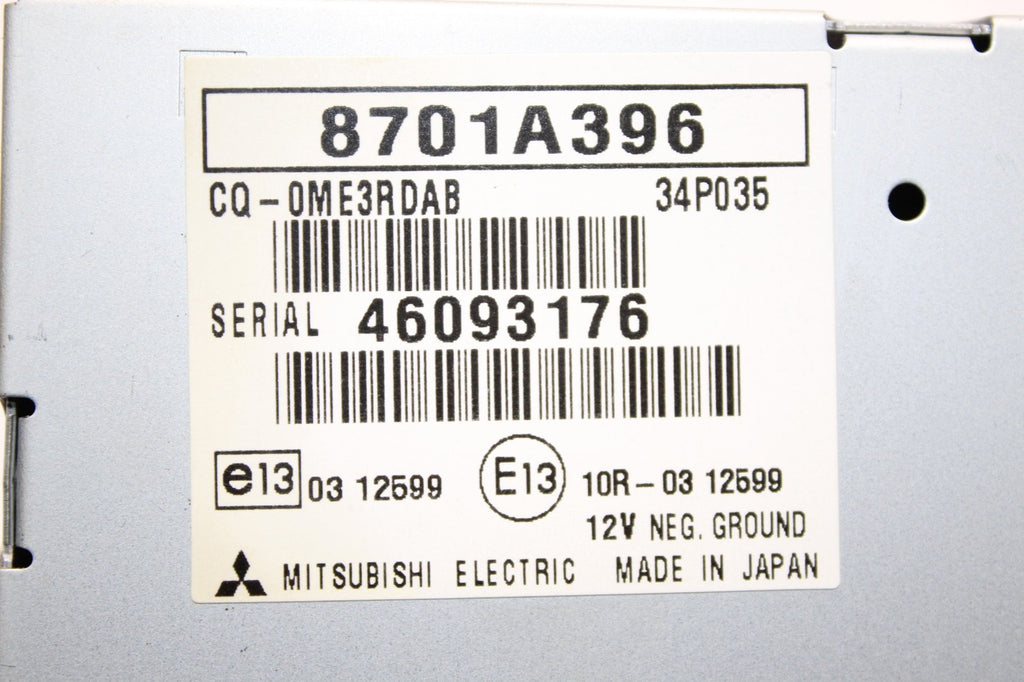 8701A396
CQ-0ME3RDAB 34P035
SERIAL 46093176
e13 03 12599 E13 10R-03 12599
12V NEG. GROUND
MITSUBISHI ELECTRIC MADE IN JAPAN